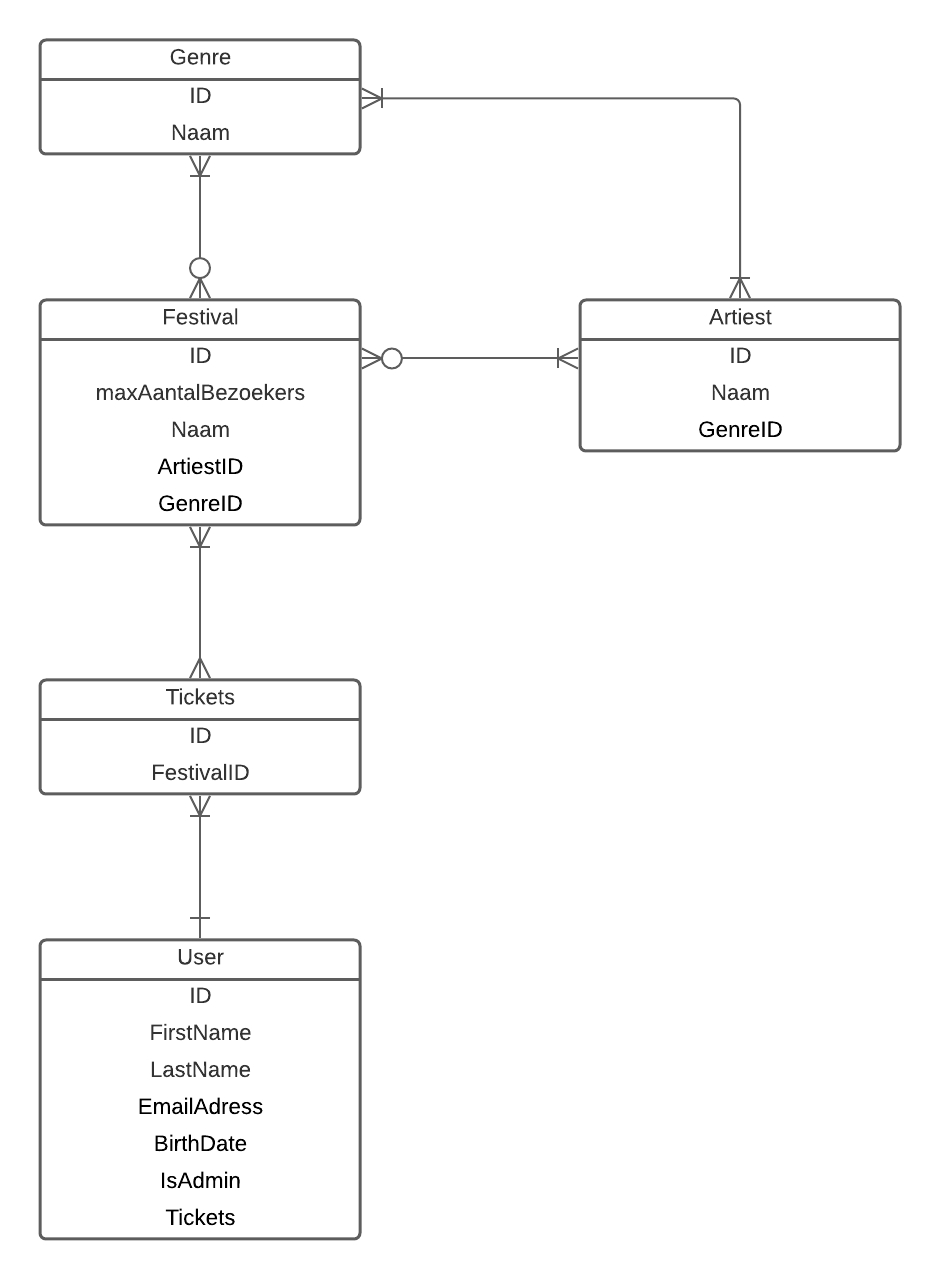 Genre
ID
Naam
Festival
ID
maxAantalBezoekers
Naam
ArtiestID
GenreID
Artiest
ID
Naam
GenreID
Tickets
ID
FestivalID
User
ID
FirstName
LastName
EmailAdress
BirthDate
IsAdmin
Tickets